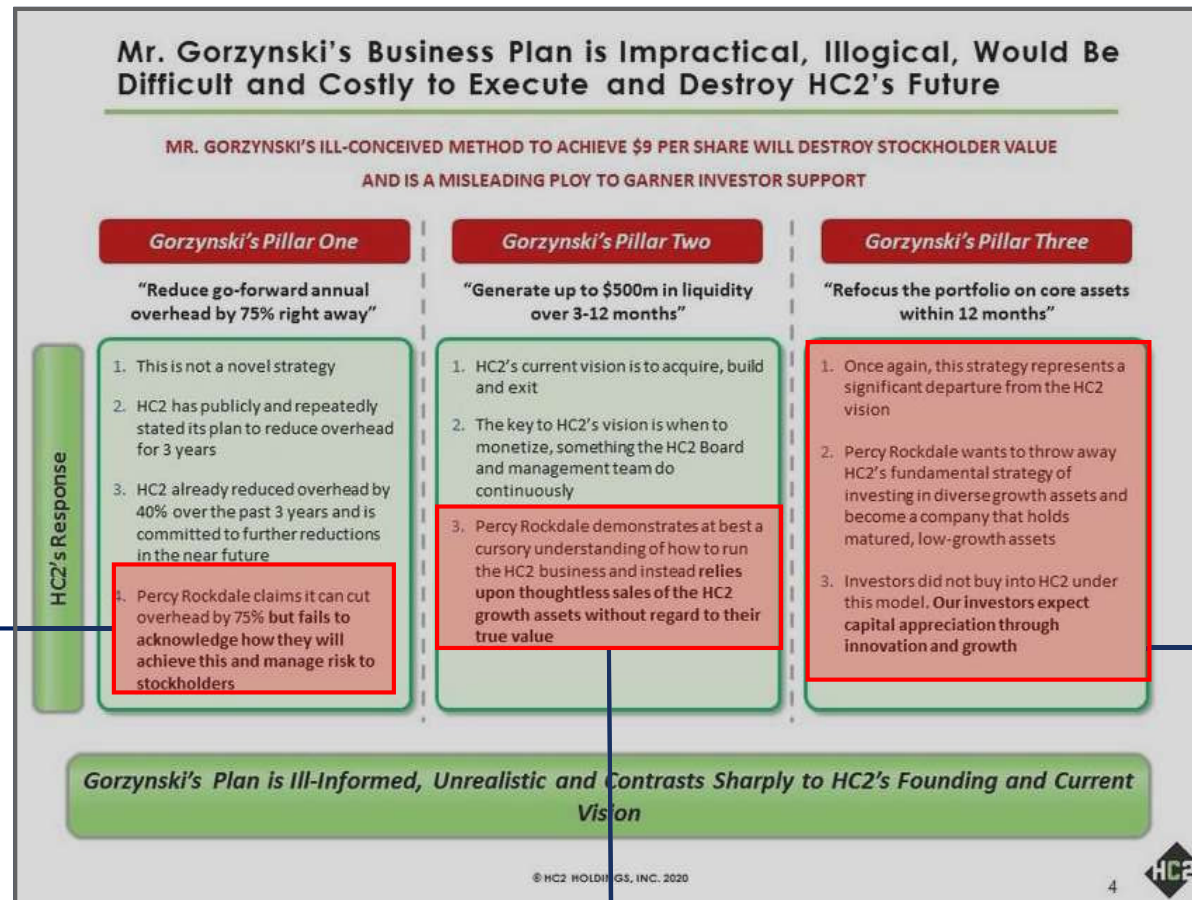 Mr. Gorzynski's Business Plan is Impractical, Illogical, Would Be
Difficult and Costly to Execute and Destroy HC2's Future
MR. GORZYNSKI'S ILL-CONCEIVED METHOD TO ACHIEVE $9 PER SHARE WILL DESTROY STOCKHOLDER VALUE
AND IS A MISLEADING PLOY TO GARNER INVESTOR SUPPORT
Gorzynski's Pillar One
"Reduce go-forward annual
overhead by 75% right away"
HC2's Response
1. This is not a novel strategy
2. HC2 has publicly and repeatedly
stated its plan to reduce overhead
for 3 years
3. HC2 already reduced overhead by
40% over the past 3 years and is
committed to further reductions
in the near future
4. Percy Rockdale claims it can cut
overhead by 75% but fails to
acknowledge how they will
achieve this and manage risk to
stockholders
Gorzynski's Pillar Two
"Generate up to $500m in liquidity
over 3-12 months"
1. HC2's current vision is to acquire, build
and exit
2. The key to HC2's vision is when to
monetize, something the HC2 Board
and management team do
continuously
3. Percy Rockdale demonstrates at best a
cursory understanding of how to run
the HC2 business and instead relies
upon thoughtless sales of the HC2
growth assets without regard to their
true value
Gorzynski's Pillar Three
"Refocus the portfolio on core assets
within 12 months"
1. Once again, this strategy represents a
significant departure from the HC2
vision
2. Percy Rockdale wants to throw away
HC2's fundamental strategy of
investing in diverse growth assets and
become a company that holds
matured, low-growth assets
3. Investors did not buy into HC2 under
this model. Our investors expect
capital appreciation through
innovation and growth
Gorzynski's Plan is Ill-Informed, Unrealistic and Contrasts Sharply to HC2's Founding and Current
Vision
© HC2 HOLDINGS, INC. 2020
4
HC2